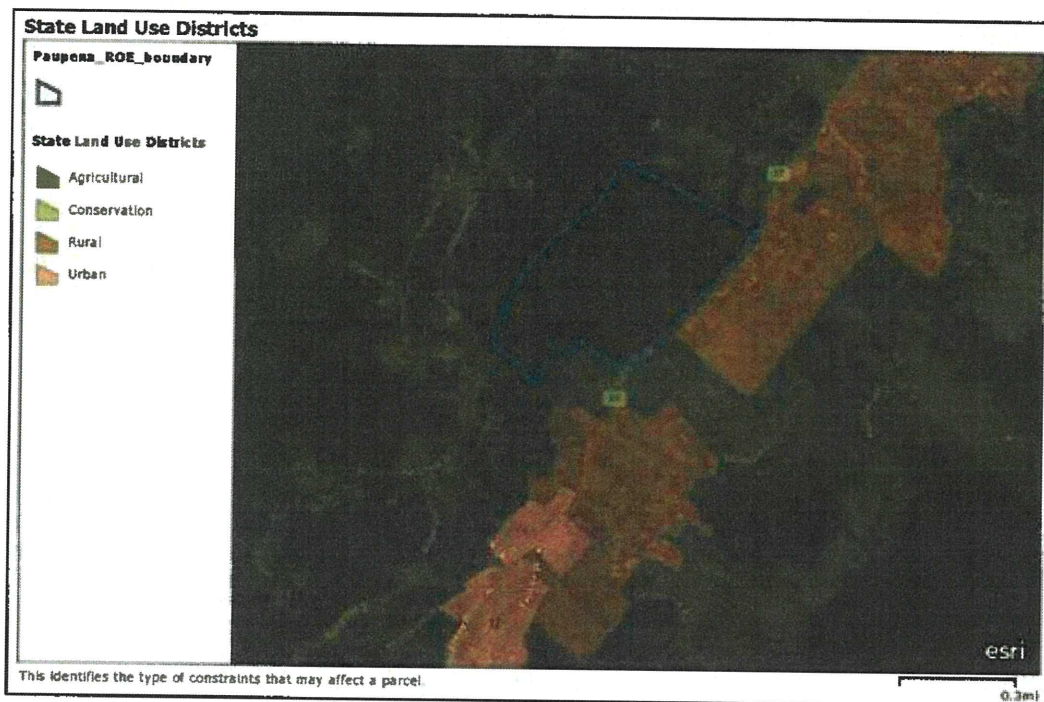 State Land Use Districts
Paupena_ROE_boundary
State Land Use Districts
Agricultural
Conservation
Rural
Urban
esri
This identifies the type of constraints that may affect a parcel.
0.3mi